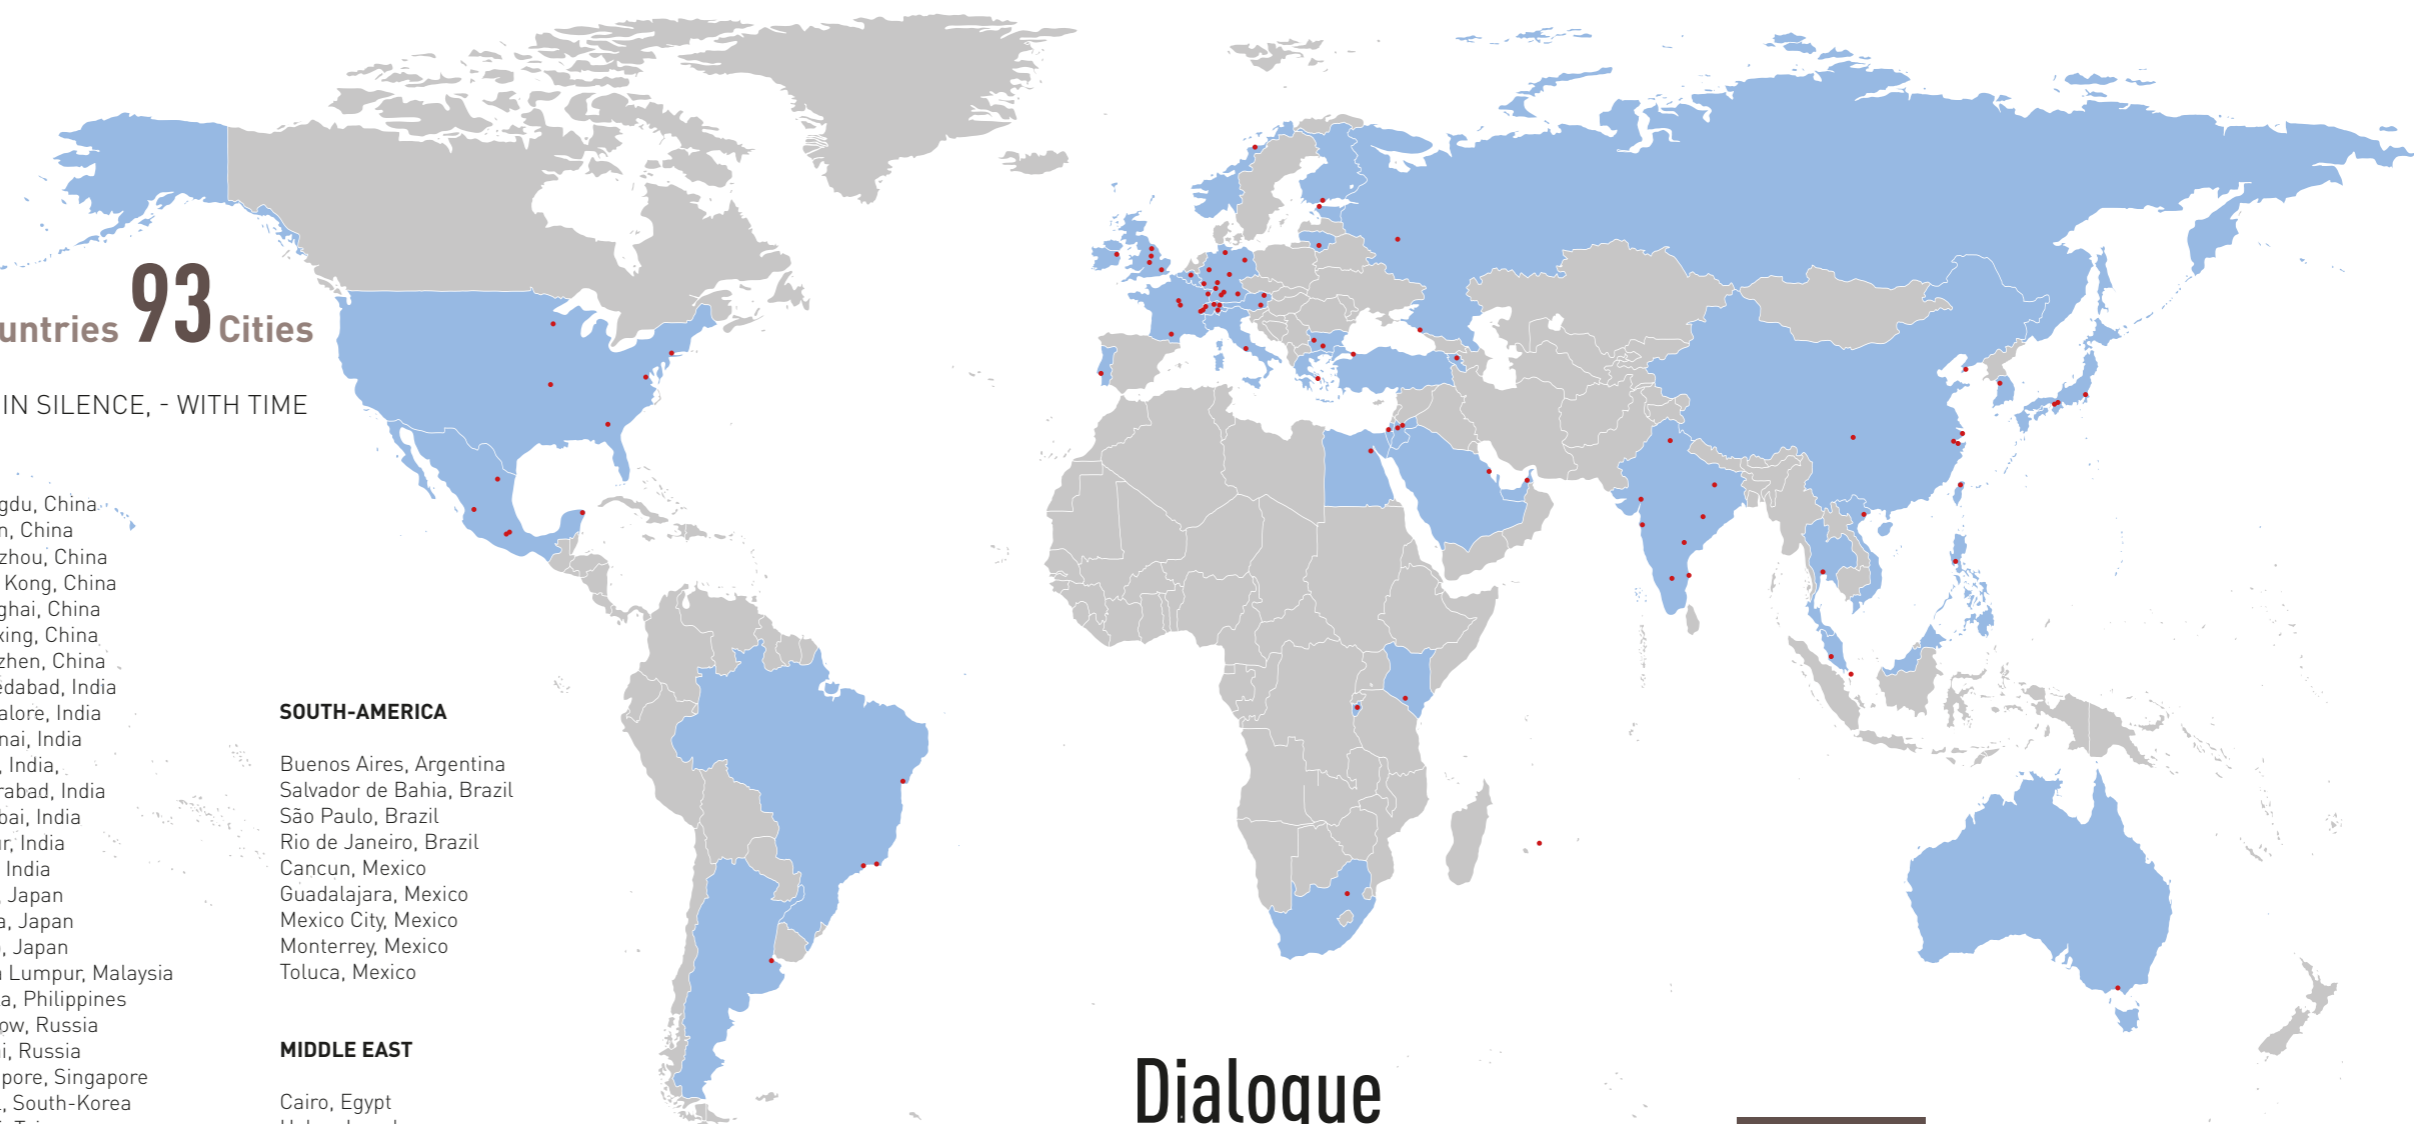 untries 93 Cities
IN SILENCE, - WITH TIME
gdu, China
n, China
zhou, China
Kong, China
ghai, China
xing, China
zhen, China
edabad, India
alore, India
nai, India
, India,
rabad, India
bai, India
ur, India
, India
, Japan
a, Japan
, Japan
Lumpur, Malaysia
a, Philippines
ow, Russia
i, Russia
pore, Singapore
, South-Korea
SOUTH-AMERICA
Buenos Aires, Argentina
Salvador de Bahia, Brazil
São Paulo, Brazil
Rio de Janeiro, Brazil
Cancun, Mexico
Guadalajara, Mexico
Mexico City, Mexico
Monterrey, Mexico
Toluca, Mexico
MIDDLE EAST
Cairo, Egypt
Dialogue